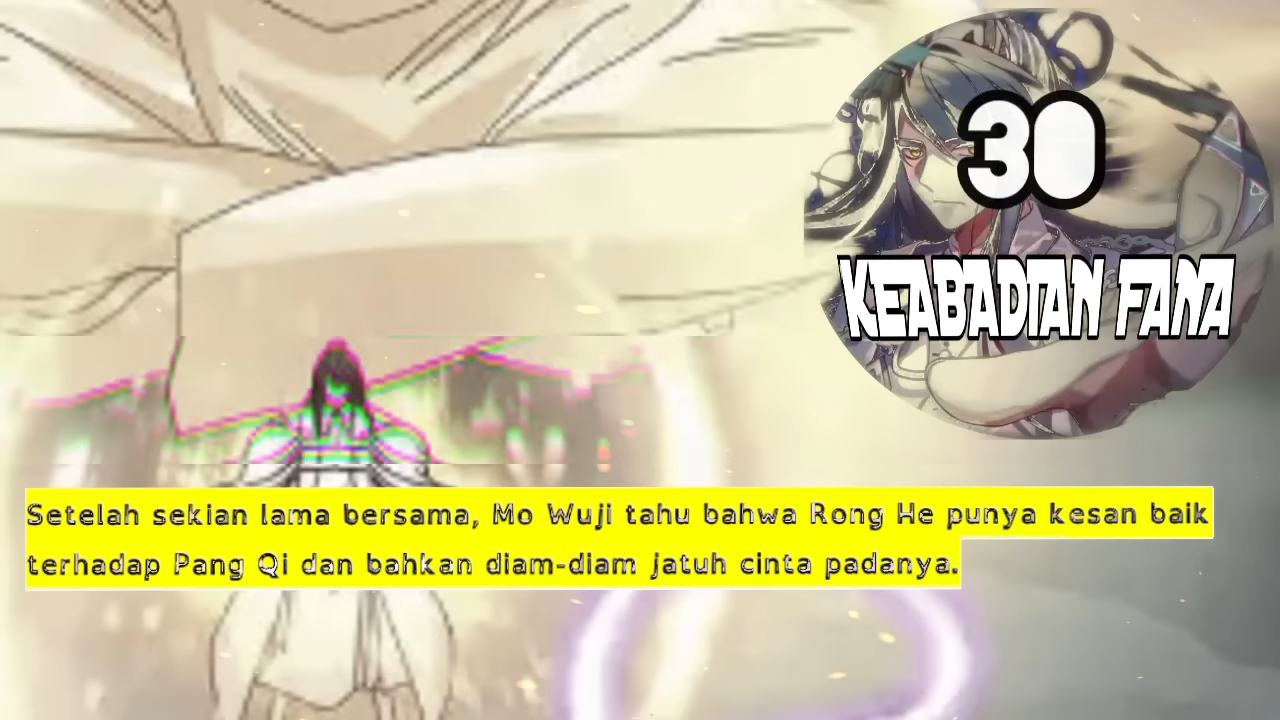 30
KEABADIAN FANA
Setelah sekian lama bersama, Mo Wuji tahu bahwa Rong He punya kesan baik
terhadap Pang Qi dan bahkan diam-diam jatuh cinta padanya.